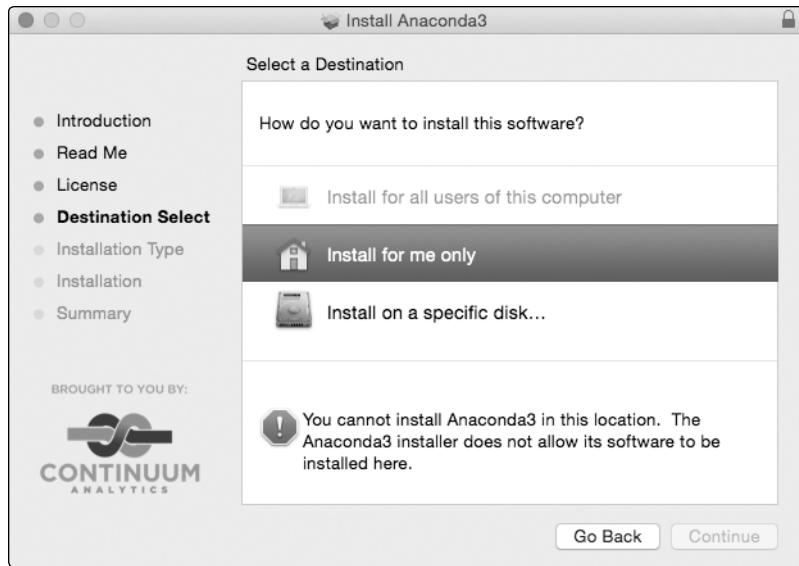 Install Anaconda3
Select a Destination
Introduction
Read Me
License
Destination Select
Installation Type
Installation
Summary
BROUGHT TO YOU BY:
CONTINUUM
ANALYTICS
How do you want to install this software?
Install for all users of this computer
Install for me only
Install on a specific disk...
You cannot install Anaconda3 in this location. The
Anaconda3 installer does not allow its software to be
installed here.
Go Back
Continue